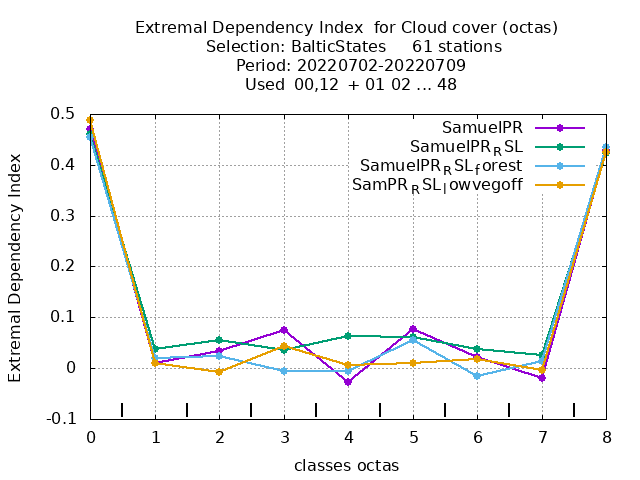 Extremal Dependency Index for Cloud cover (octas)
Selection: BalticStates 61 stations
Period: 20220702-20220709
Used 00,12 + 01 02 ... 48
SamuelPR
SamuelPR_RSL
SamuelPR_RSL_forest
SamPR_RSL_lowvegoff
Extremal Dependency Index
0.5
0.4
0.3
0.2
0.1
0
-0.1
0 1 2 3 4 5 6 7 8
classes octas